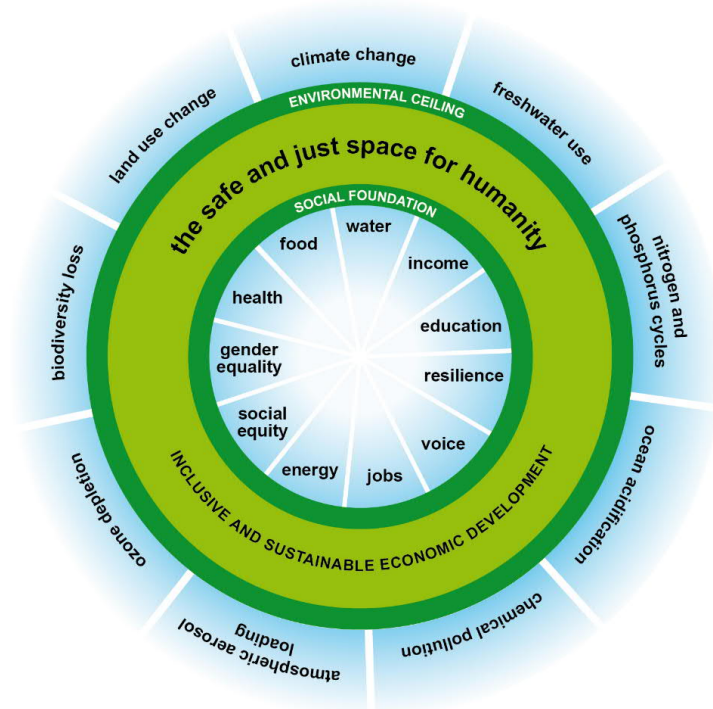 climate change
freshwater use
nitrogen and
phosphorus cycles
ocean acidification
chemical pollution
atmospheric aerosol
loading
ozone depletion
biodiversity loss
land use change
ENVIRONMENTAL CEILING
the safe and just space for humanity
SOCIAL FOUNDATION
water
income
education
resilience
voice
jobs
energy
social
equity
gender
equality
health
food
INCLUSIVE AND SUSTAINABLE ECONOMIC DEVELOPMENT